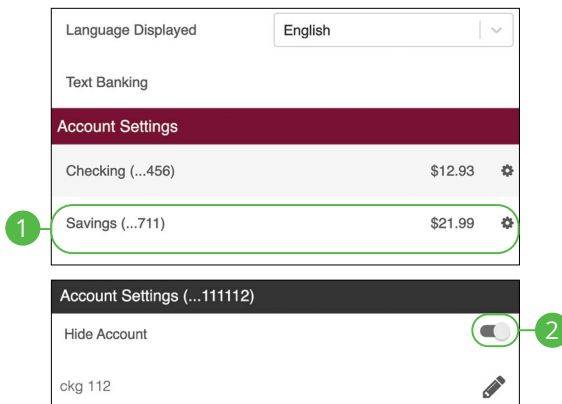 Language Displayed English
Text Banking
Account Settings
Checking (...456) $12.93
1 Savings (...711) $21.99
Account Settings (...111112)
Hide Account 2
ckg 112